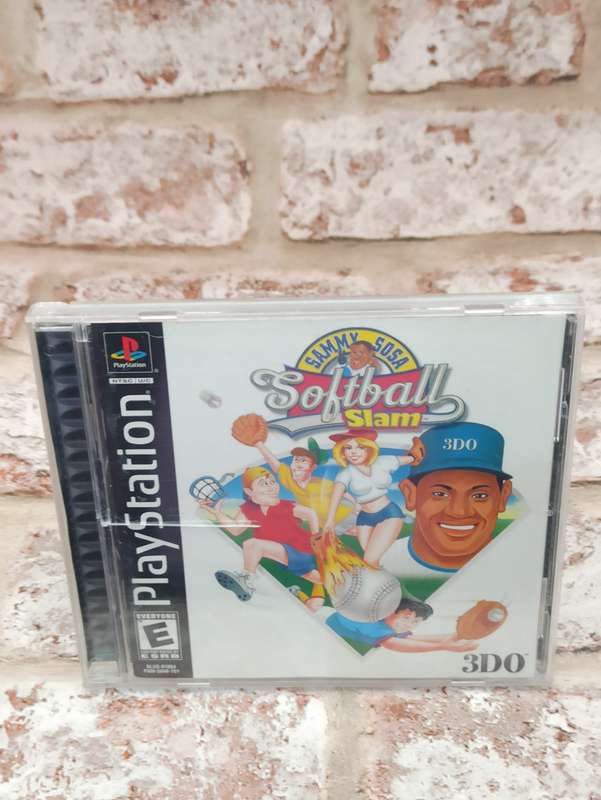 PlayStation
NTSC U/C
PlayStation
SAMMY SOSA
Softball
Slam
3DO
EVERYONE
E
ESRB
3DO